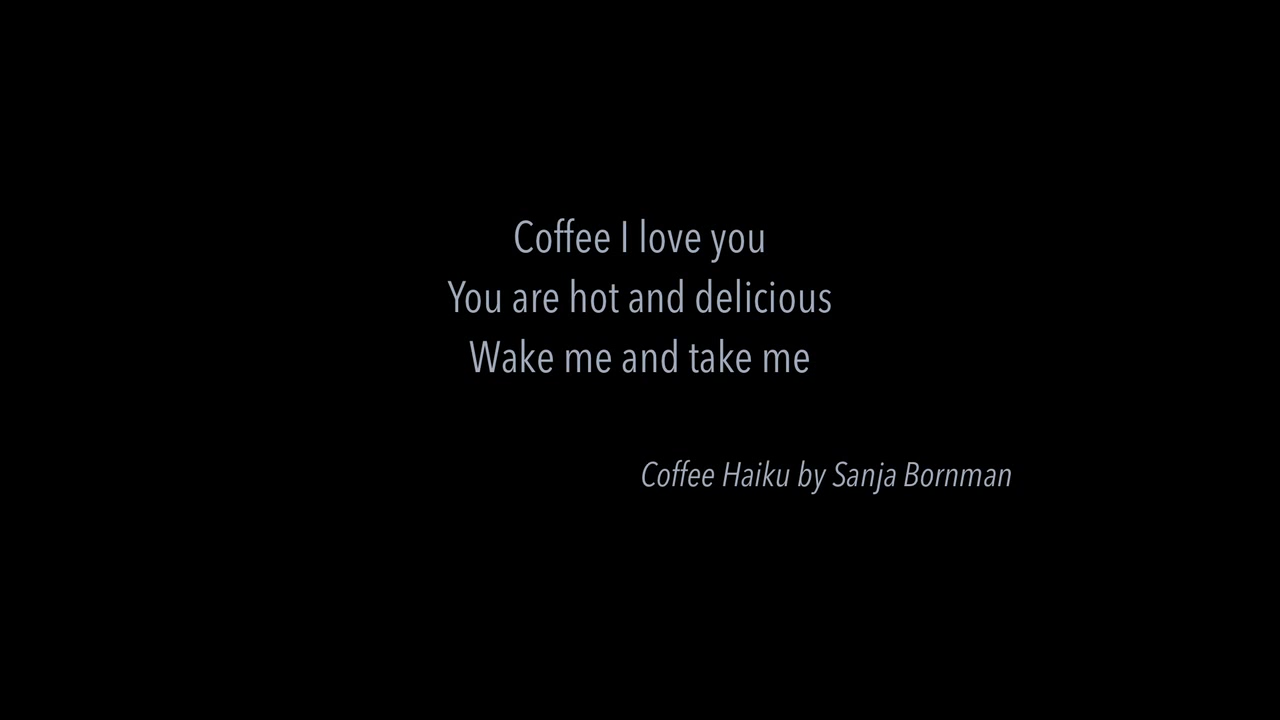 Coffee I love you
You are hot and delicious
Wake me and take me
Coffee Haiku by Sanja Bornman